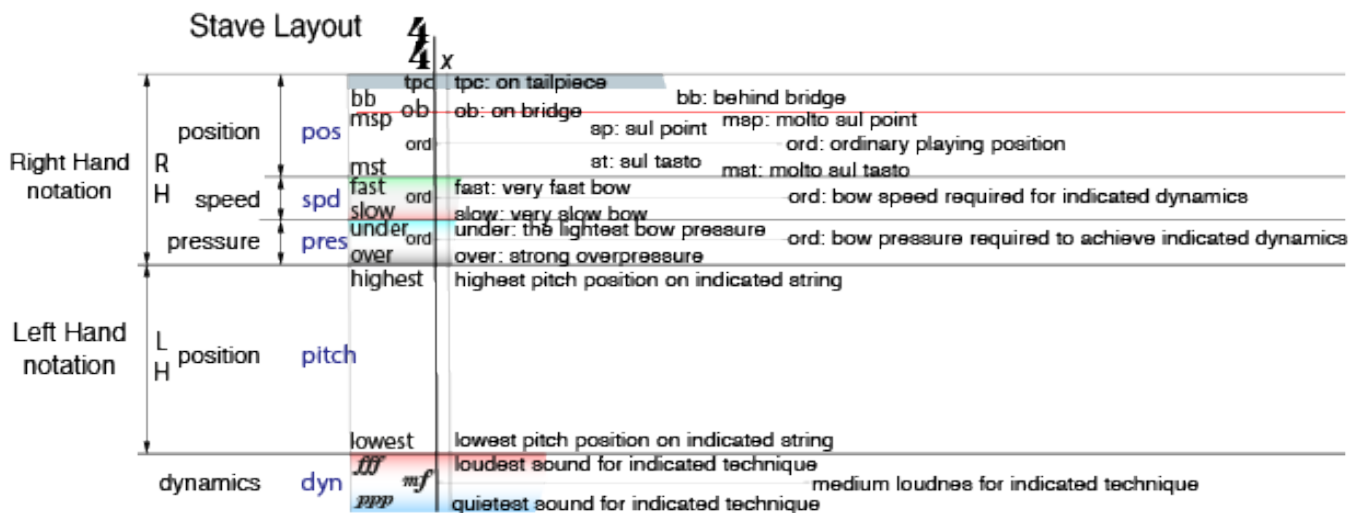 Stave Layout 4
4 x
tpc tpc: on tailpiece
bb bb: behind bridge
ob ob: on bridge
msp sp: sul point msp: molto sul point
position pos ord ord: ordinary playing position
mst st: sul tasto mst: molto sul tasto
Right Hand
notation
R
H
fast fast: very fast bow
speed spd ord ord: bow speed required for indicated dynamics
slow slow: very slow bow
under under: the lightest bow pressure
pressure pres ord ord: bow pressure required to achieve indicated dynamics
over over: strong overpressure
highest highest pitch position on indicated string
Left Hand
notation
L
H
position pitch
lowest lowest pitch position on indicated string
fff loudest sound for indicated technique
dynamics dyn mf medium loudnes for indicated technique
ppp quietest sound for indicated technique